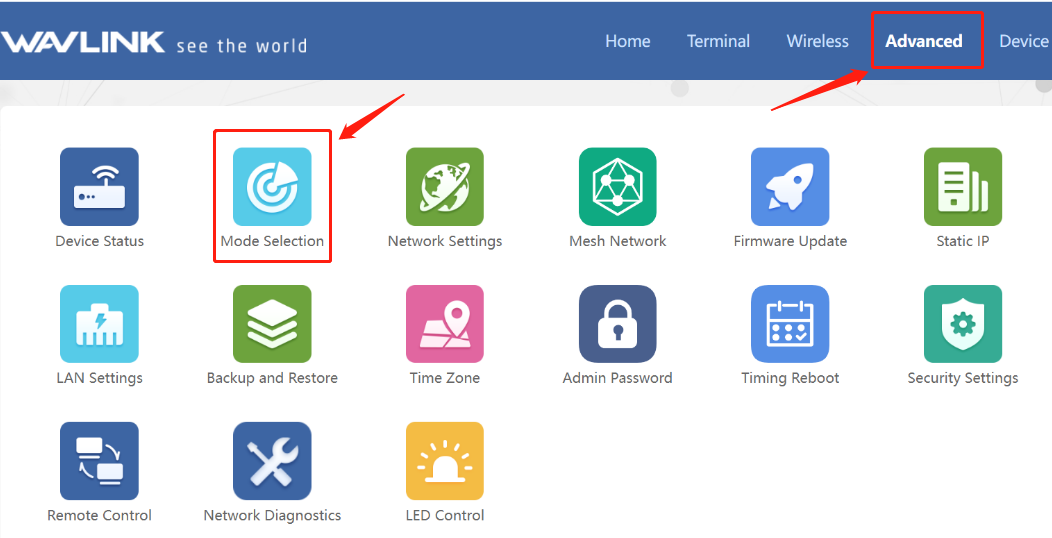 WAVLINK see the world
Home Terminal Wireless Advanced Device
Device Status Mode Selection Network Settings Mesh Network Firmware Update Static IP
LAN Settings Backup and Restore Time Zone Admin Password Timing Reboot Security Settings
Remote Control Network Diagnostics LED Control